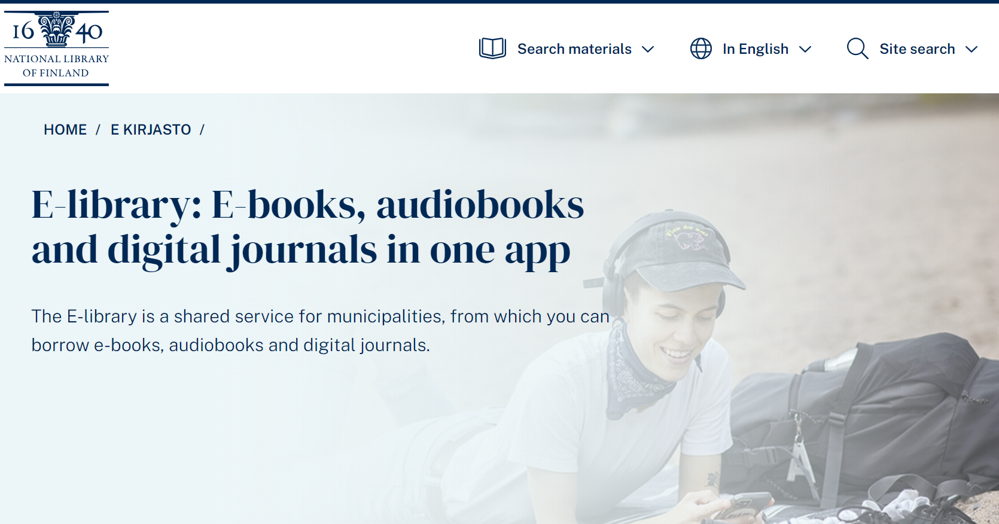 16 40
NATIONAL LIBRARY
OF FINLAND
Search materials
In English
Site search
HOME / E KIRJASTO /
E-library: E-books, audiobooks
and digital journals in one app
The E-library is a shared service for municipalities, from which you can
borrow e-books, audiobooks and digital journals.